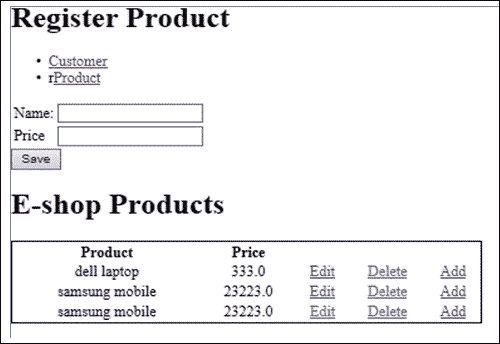 Register Product
• Customer
• rProduct
Name:
Price
Save
E-shop Products
Product Price
dell laptop 333.0 Edit Delete Add
samsung mobile 23223.0 Edit Delete Add
samsung mobile 23223.0 Edit Delete Add